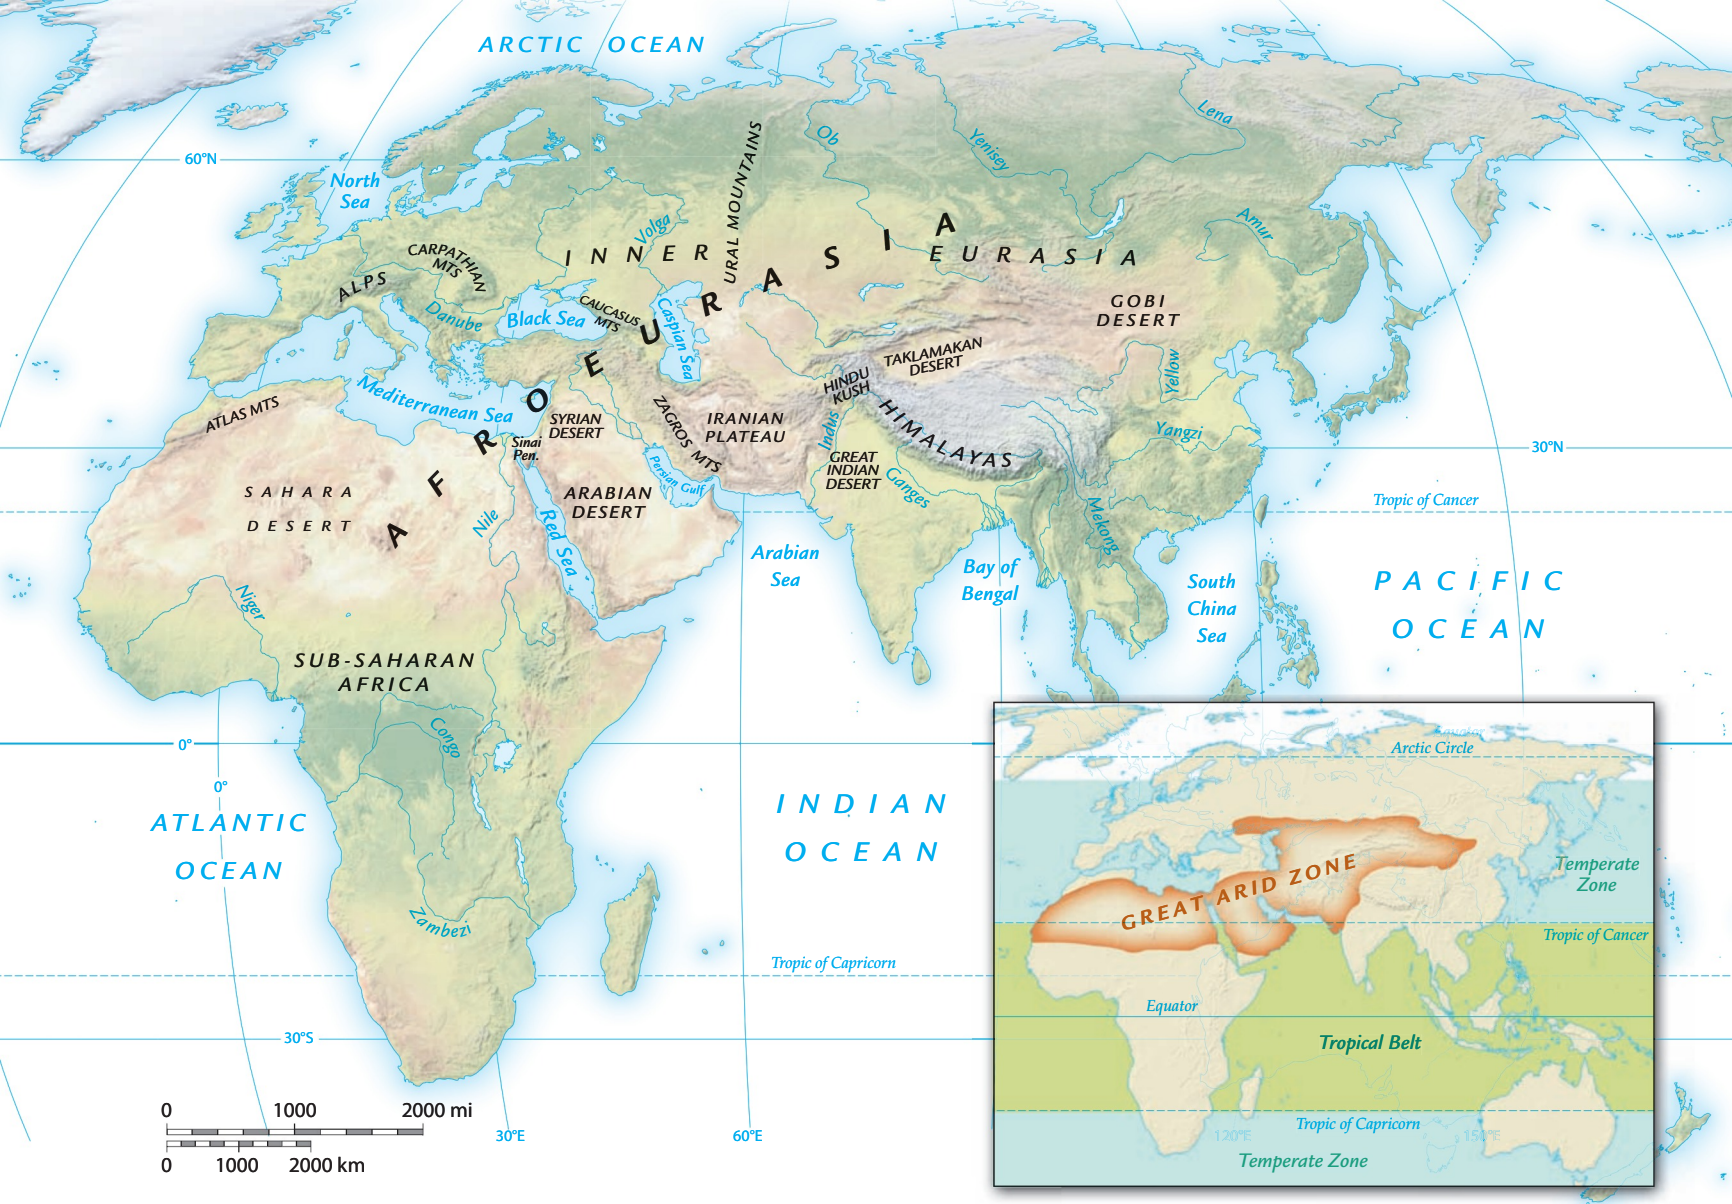 ARCTIC OCEAN
60°N
North
Sea
Ob
Yenisey
Lena
Amur
URAL MOUNTAINS
Volga
INNER
EURASIA
AFROEURASIA
CARPATHIAN
MTS
ALPS
Danube
Black Sea
CAUCASUS
MTS
Caspian Sea
GOBI
DESERT
TAKLAMAKAN
DESERT
HINDU
KUSH
Yellow
Mediterranean Sea
ATLAS MTS
SYRIAN
DESERT
Sinai
Pen.
ZAGROS MTS
IRANIAN
PLATEAU
Indus
HIMALAYAS
Yangzi
30°N
GREAT
INDIAN
DESERT
Ganges
Persian Gulf
SAHARA
DESERT
ARABIAN
DESERT
Nile
Red Sea
Mekong
Tropic of Cancer
Arabian
Sea
Bay of
Bengal
South
China
Sea
PACIFIC
OCEAN
Niger
SUB-SAHARAN
AFRICA
Congo
0°
0°
ATLANTIC
OCEAN
INDIAN
OCEAN
Zambezi
Tropic of Capricorn
30°S
0 1000 2000 mi
0 1000 2000 km
30°E
60°E
Equator
Arctic Circle
GREAT ARID ZONE
Temperate
Zone
Tropic of Cancer
Equator
Tropical Belt
Tropic of Capricorn
120°E
150°E
Temperate Zone